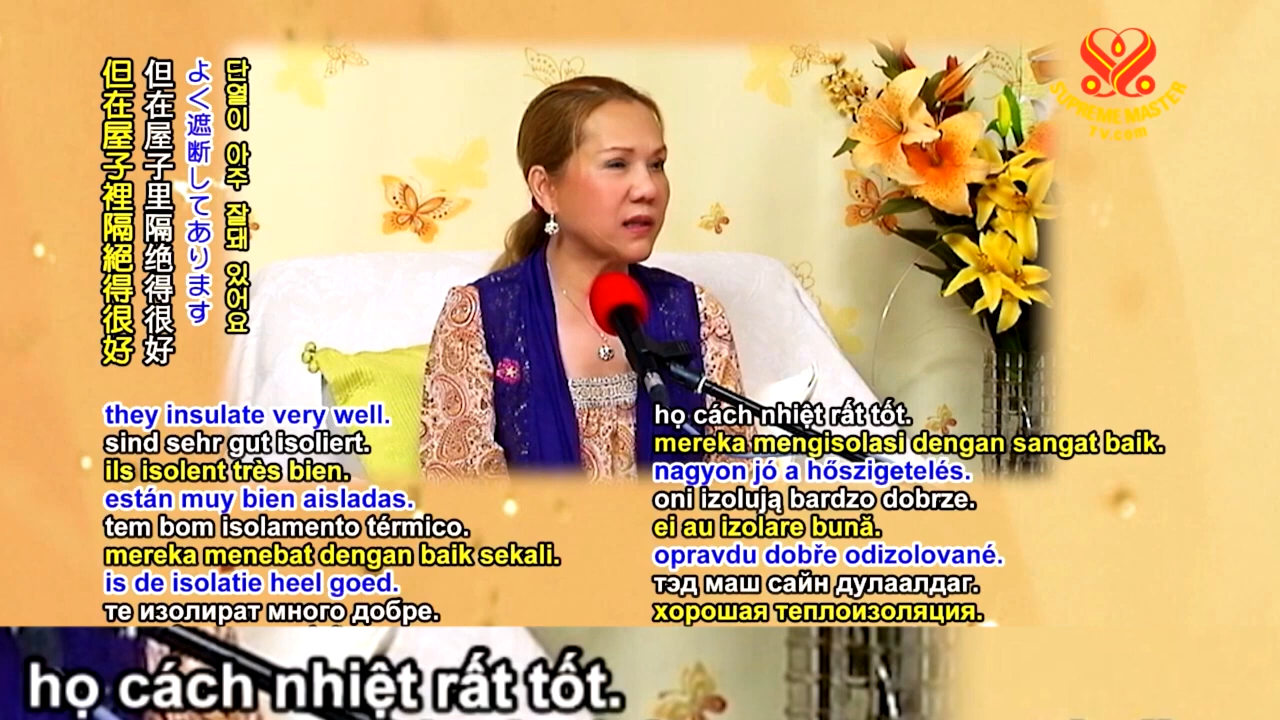 但在屋子裡隔絕得很好
但在屋子里隔绝得很好
よく遮断してあります
단열이 아주 잘돼 있어요
SUPREME MASTER
TV.com
they insulate very well.
sind sehr gut isoliert.
ils isolent très bien.
están muy bien aisladas.
tem bom isolamento térmico.
mereka menebat dengan baik sekali.
is de isolatie heel goed.
те изолират много добре.
họ cách nhiệt rất tốt.
mereka mengisolasi dengan sangat baik.
nagyon jó a hőszigetelés.
oni izolują bardzo dobrze.
ei au izolare bună.
opravdu dobře odizolované.
тэд маш сайн дулаалдаг.
хорошая теплоизоляция.
họ cách nhiệt rất tốt.